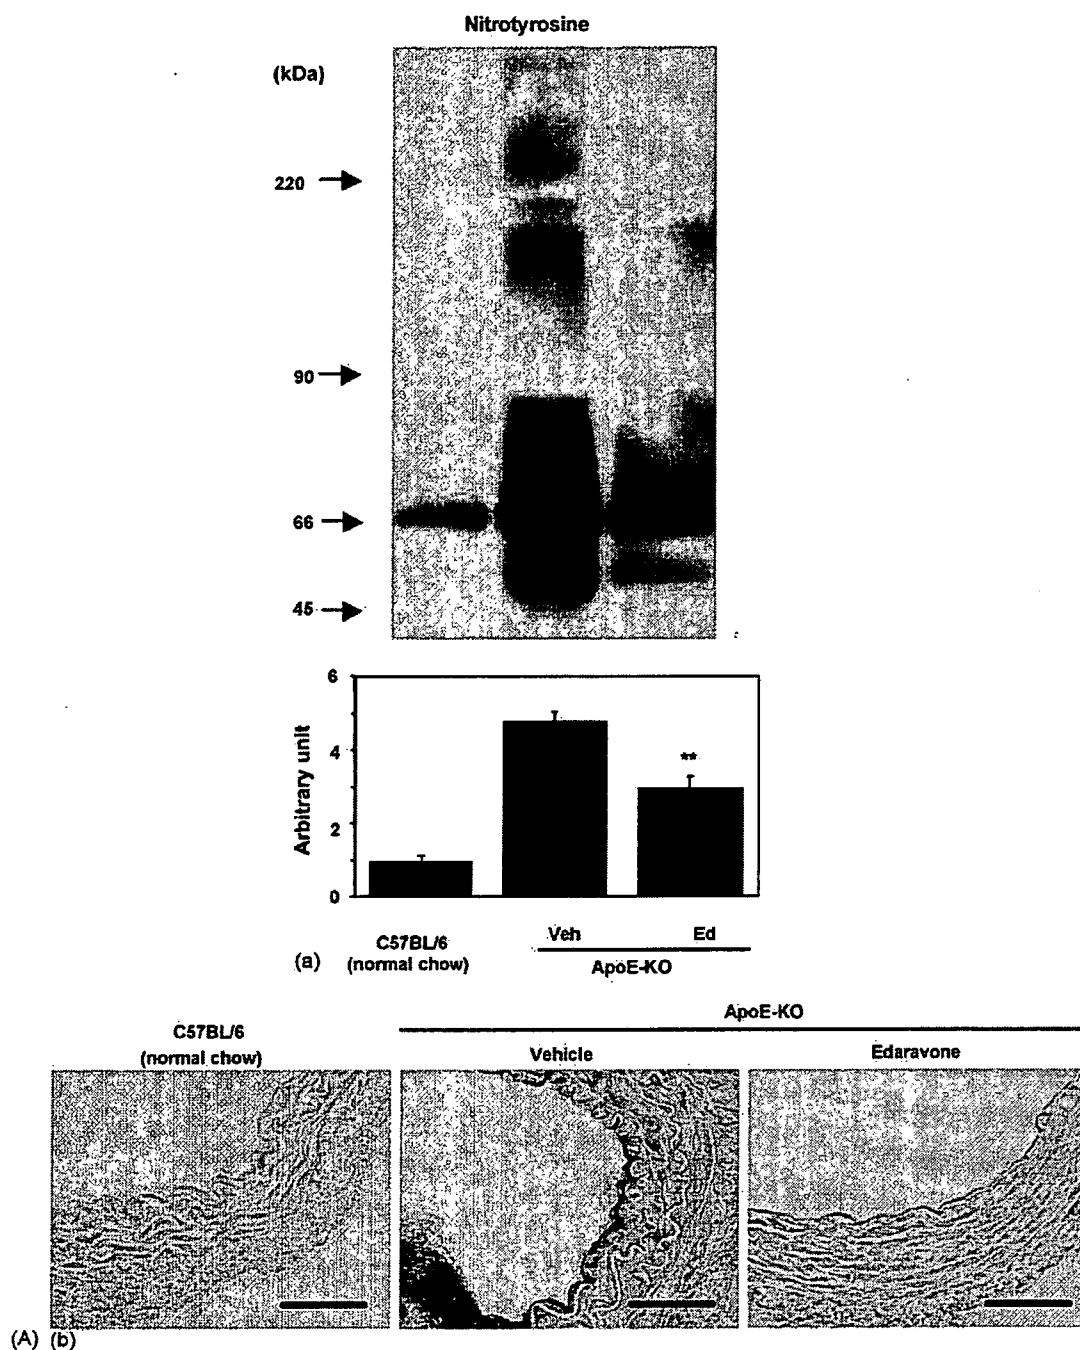 Nitrotyrosine
(kDa)
220
90
66
45
6
4
2
0
Arbitrary unit
**
C57BL/6
(normal chow)
Veh
Ed
ApoE-KO
(a)
C57BL/6
(normal chow)
ApoE-KO
Vehicle
Edaravone
(A) (b)